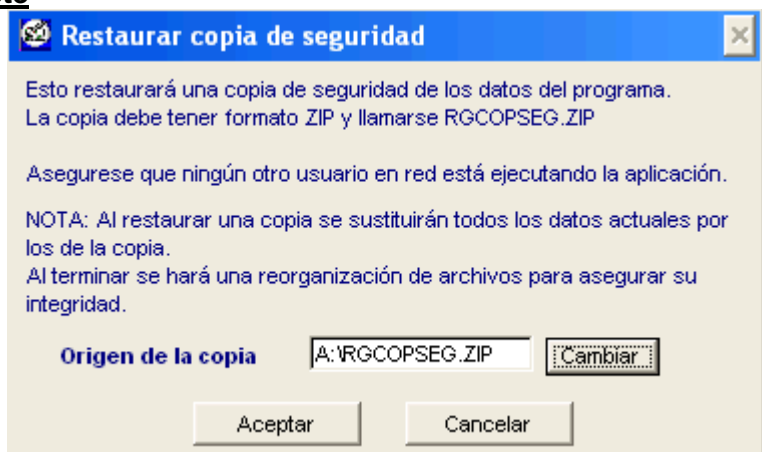 Restaurar copia de seguridad
Esto restaurará una copia de seguridad de los datos del programa.
La copia debe tener formato ZIP y llamarse RGCOPSEG.ZIP
Asegurese que ningún otro usuario en red está ejecutando la aplicación.
NOTA: Al restaurar una copia se sustituirán todos los datos actuales por
los de la copia.
Al terminar se hará una reorganización de archivos para asegurar su
integridad.
Origen de la copia A:\RGCOPSEG.ZIP Cambiar
Aceptar Cancelar